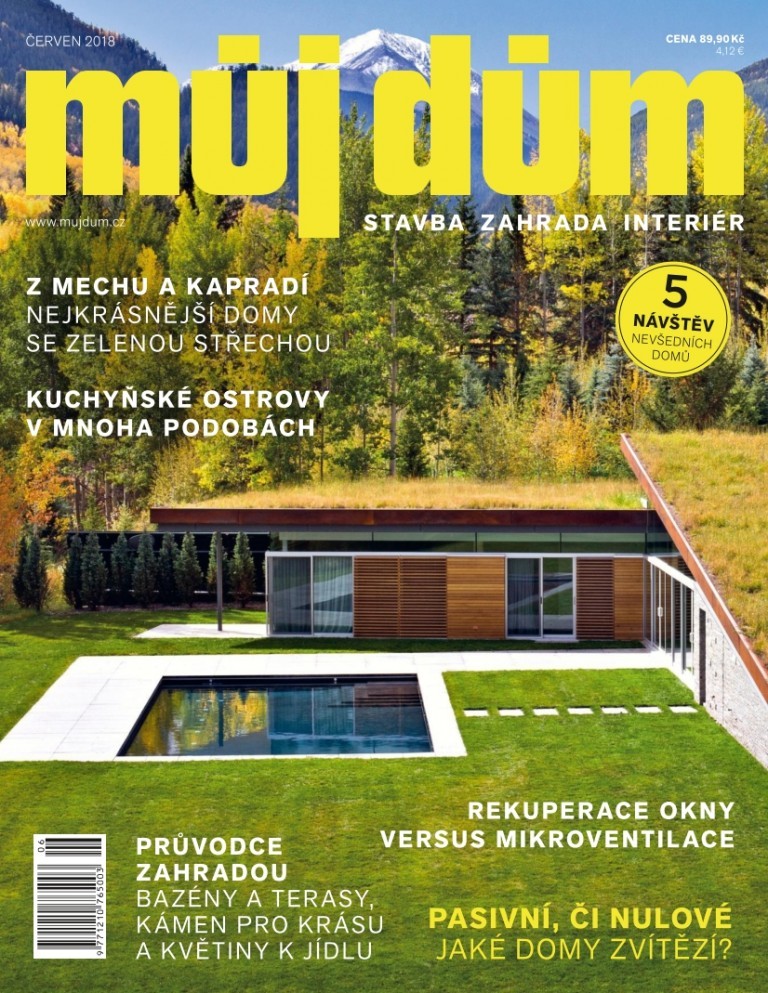 ČERVEN 2018
CENA 89,90 Kč
4,12 €
můj dům
www.mujdum.cz
STAVBA ZAHRADA INTERIÉR
Z MECHU A KAPRADÍ
NEJKRÁSNĚJŠÍ DOMY
SE ZELENOU STŘECHOU
5
NÁVŠTĚV
NEVŠEDNÍCH
DOMŮ
KUCHYŇSKÉ OSTROVY
V MNOHA PODOBÁCH
REKUPERACE OKNY
VERSUS MIKROVENTILACE
06
9771210765003
PRŮVODCE
ZAHRADOU
BAZÉNY A TERASY,
KÁMEN PRO KRÁSU
A KVĚTINY K JÍDLU
PASIVNÍ, ČI NULOVÉ
JAKÉ DOMY ZVÍTĚZÍ?